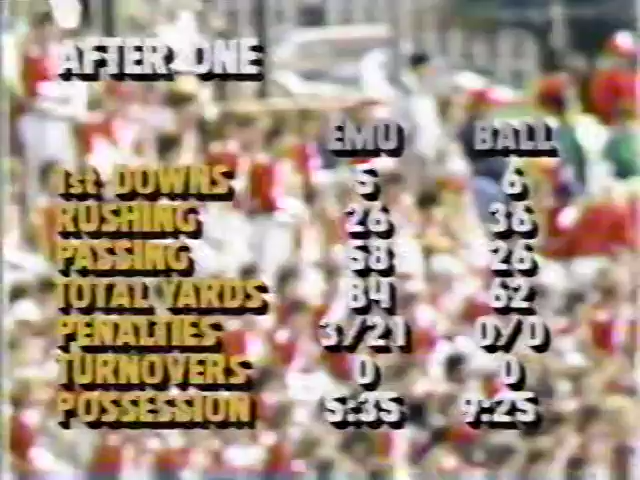 AFTER ONE
EMU BALL
1st DOWNS 5 6
RUSHING 26 36
PASSING 58 26
TOTAL YARDS 84 62
PENALTIES 3/21 0/0
TURNOVERS 0 0
POSSESSION 5:35 9:25